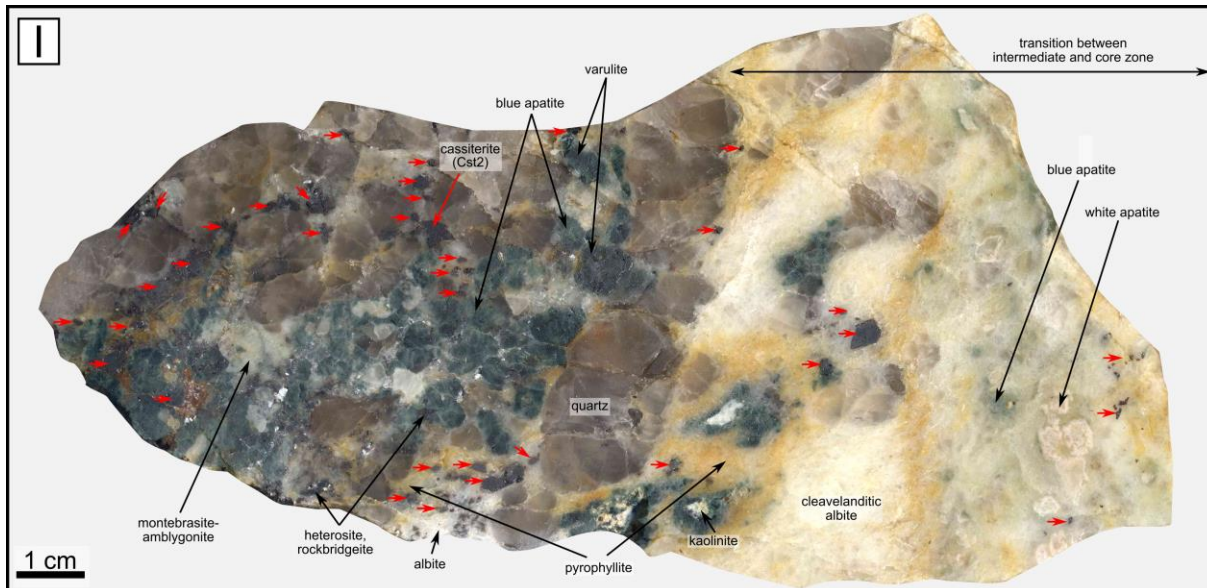 I
transition between
intermediate and core zone
varulite
blue apatite
cassiterite
(Cst2)
blue apatite
white apatite
quartz
montebrasite-
amblygonite
heterosite,
rockbridgeite
albite
pyrophyllite
kaolinite
cleavelanditic
albite
1 cm